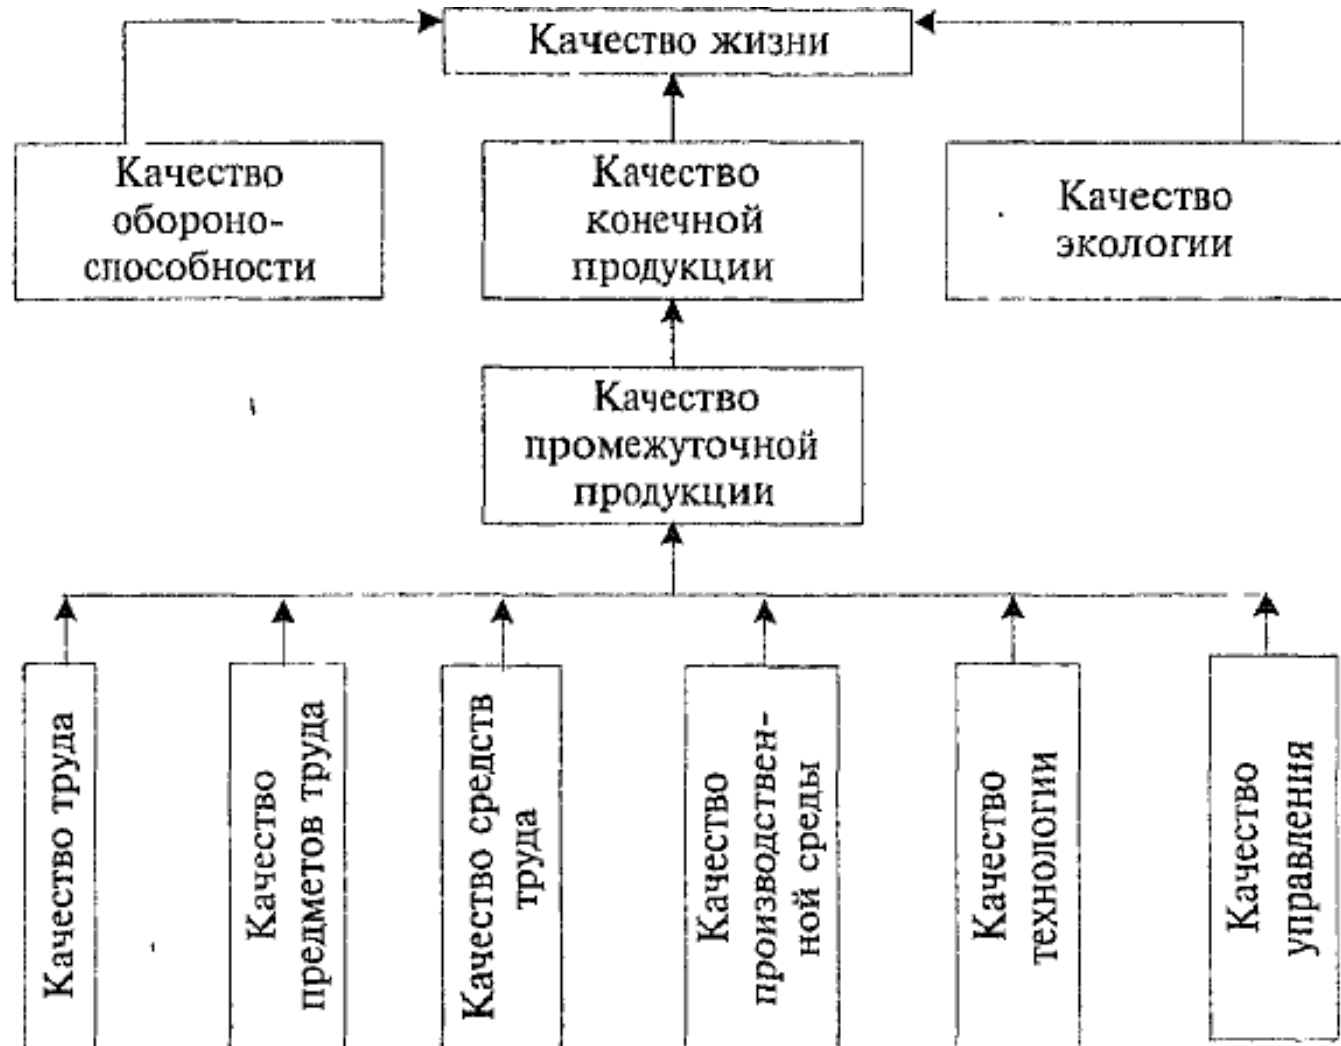 Качество жизни
Качество
обороно-
способности
Качество
конечной
продукции
Качество
экологии
Качество
промежуточной
продукции
Качество труда
Качество
предметов труда
Качество средств
труда
Качество
производствен-
ной среды
Качество
технологии
Качество
управления